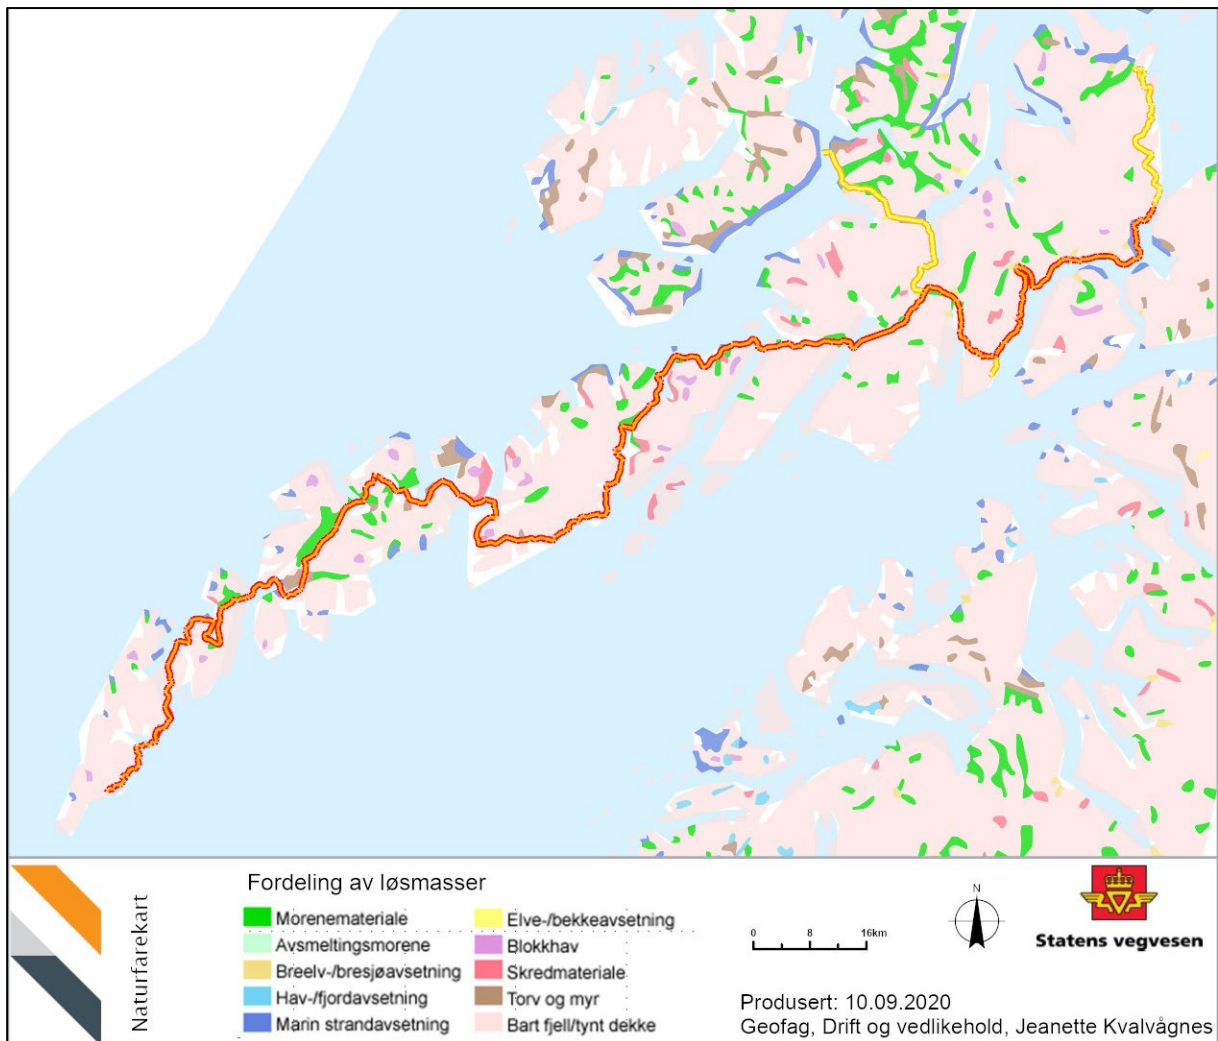 Naturfarekart
Fordeling av løsmasser
Morenemateriale
Avsmeltingsmorene
Breelv-/bresjøavsetning
Hav-/fjordavsetning
Marin strandavsetning
Elve-/bekkeavsetning
Blokkhav
Skredmateriale
Torv og myr
Bart fjell/tynt dekke
0 8 16km
N
Statens vegvesen
Produsert: 10.09.2020
Geofag, Drift og vedlikehold, Jeanette Kvalvågnes